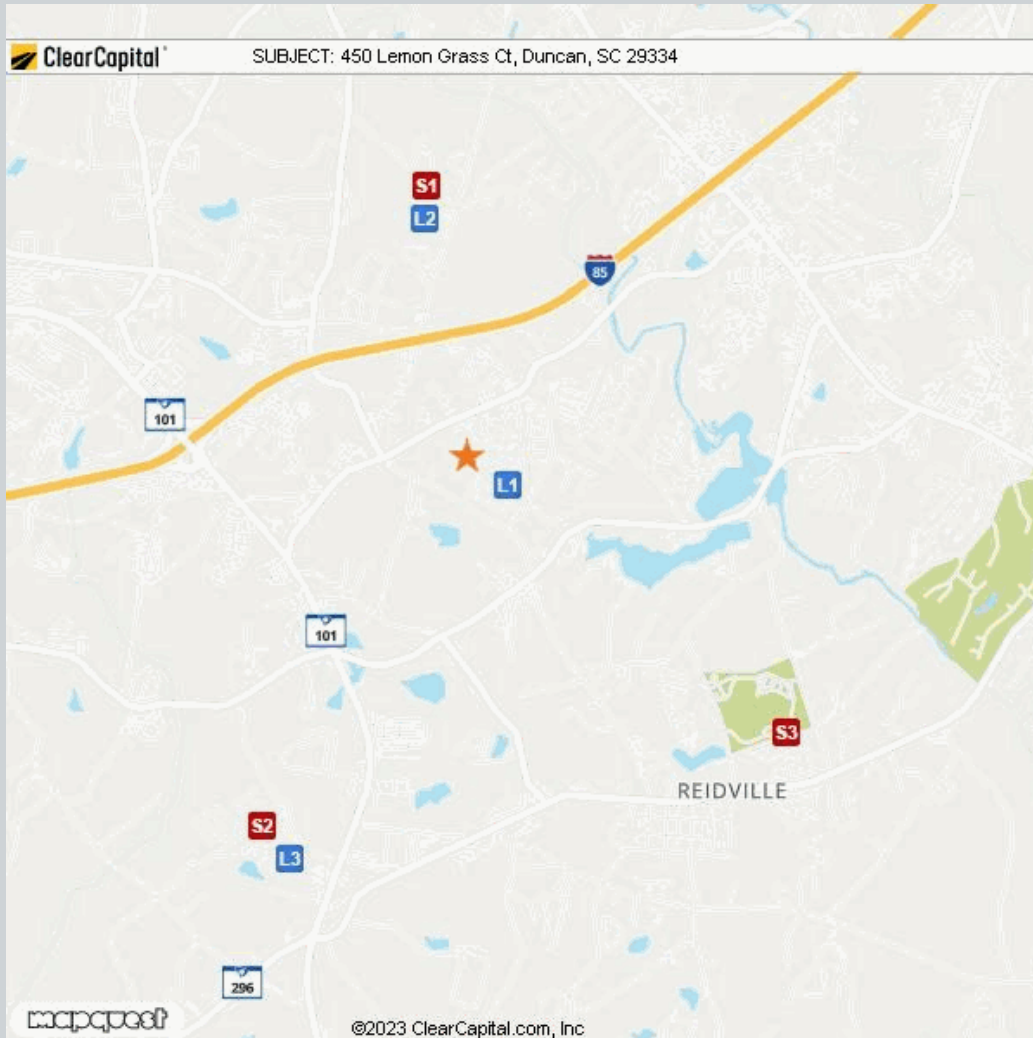 ClearCapital SUBJECT: 450 Lemon Grass Ct, Duncan, SC 29334
S1
L2
85
101
L1
101
S3
REIDVILLE
S2
L3
296
mapquest ©2023 ClearCapital.com, Inc